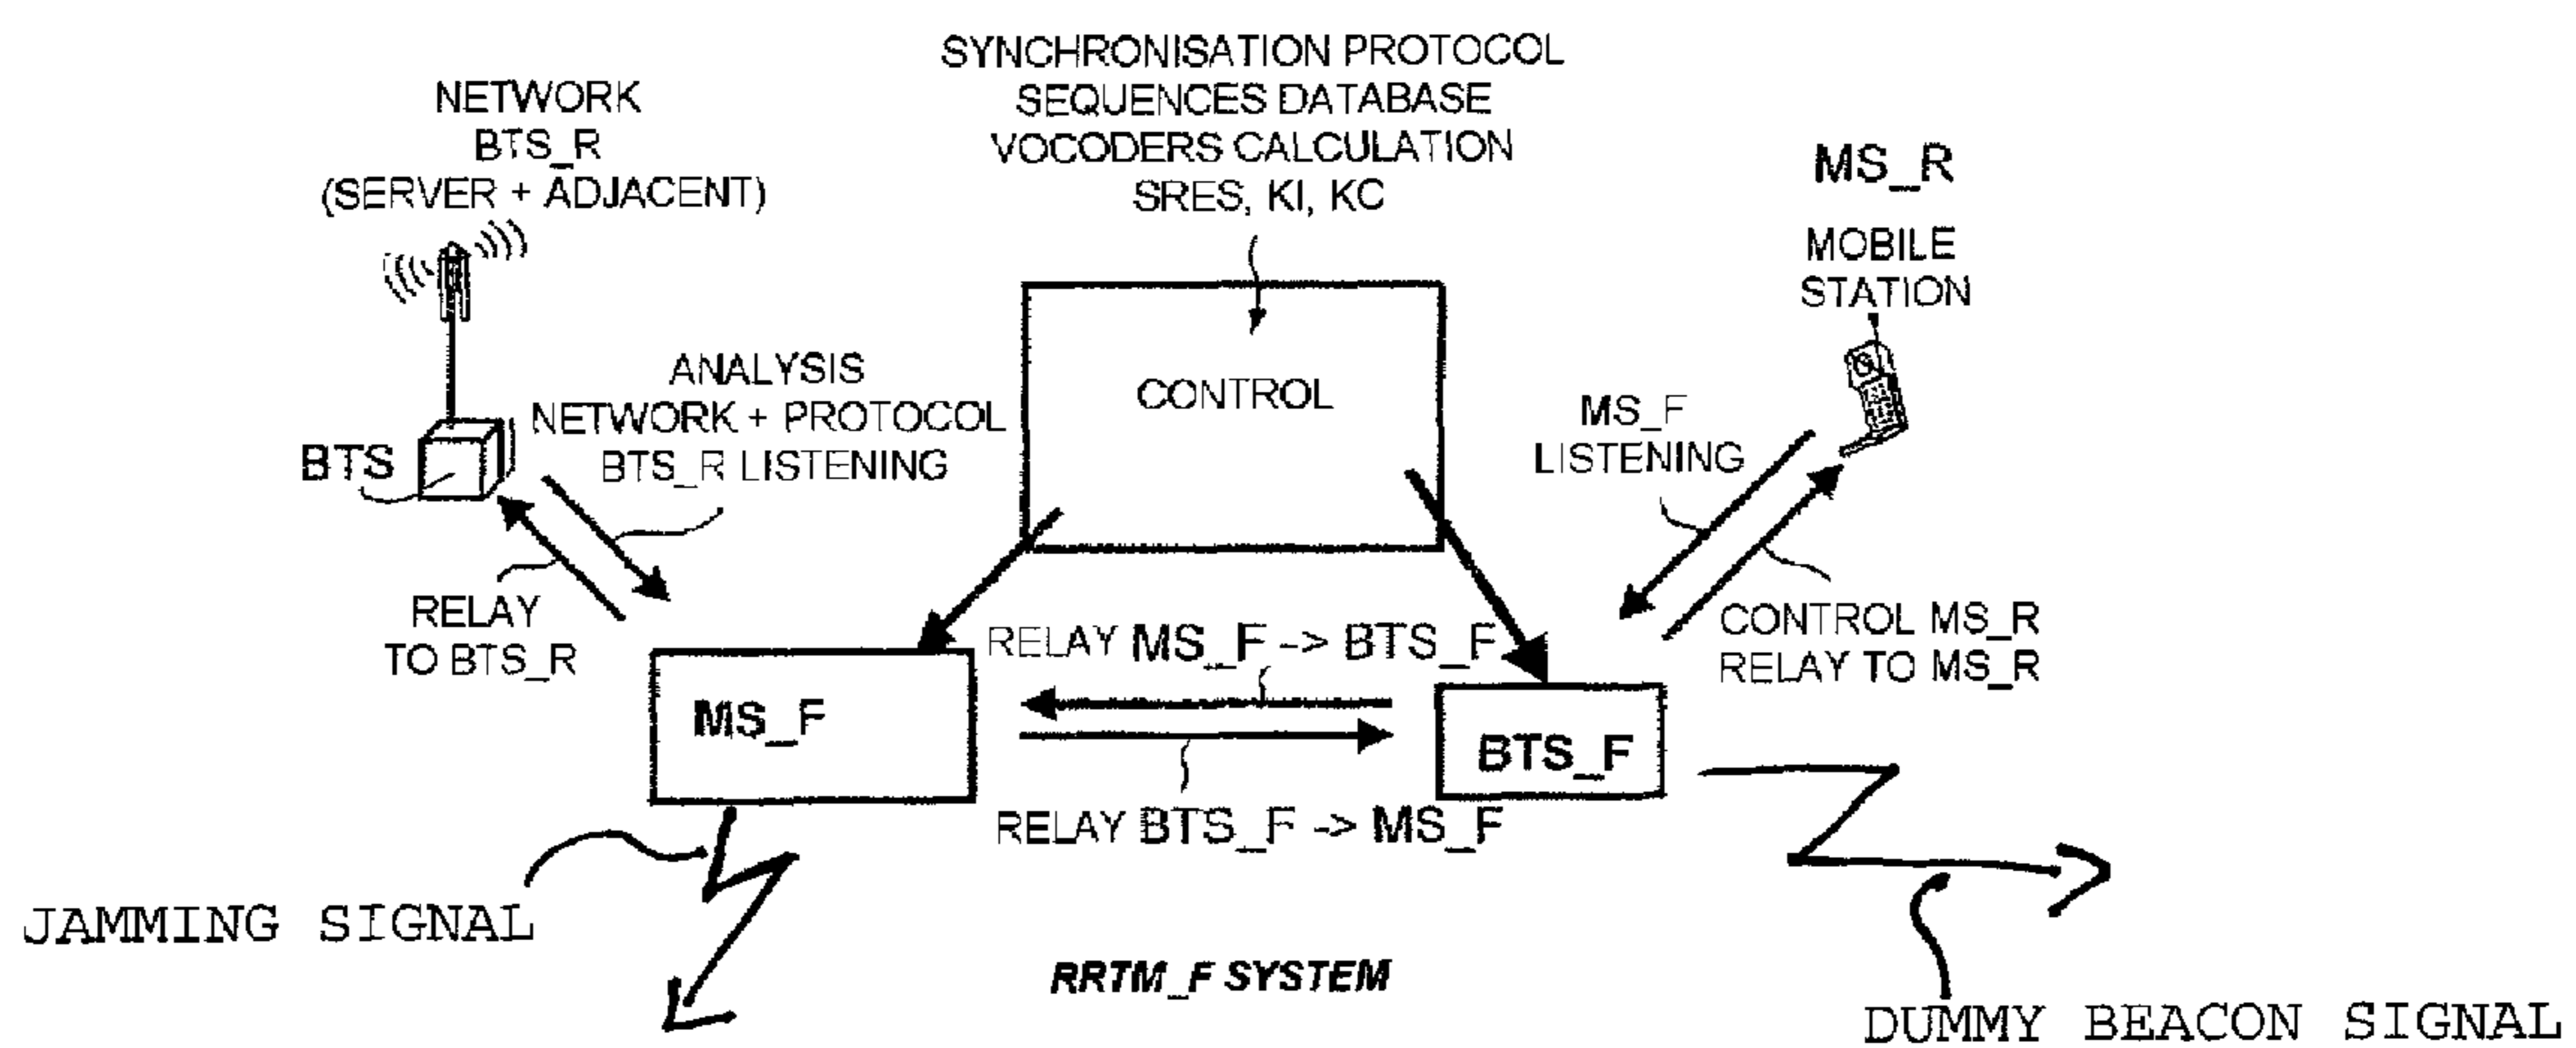 SYNCHRONISATION PROTOCOL
SEQUENCES DATABASE
VOCODERS CALCULATION
SRES, KI, KC
NETWORK
BTS_R
(SERVER + ADJACENT)
MS_R
MOBILE
STATION
ANALYSIS
NETWORK + PROTOCOL
BTS_R LISTENING
BTS
CONTROL
MS_F
LISTENING
RELAY
TO BTS_R
RELAY MS_F -> BTS_F
CONTROL MS_R
RELAY TO MS_R
MS_F
BTS_F
RELAY BTS_F -> MS_F
JAMMING SIGNAL
RRTM_F SYSTEM
DUMMY BEACON SIGNAL